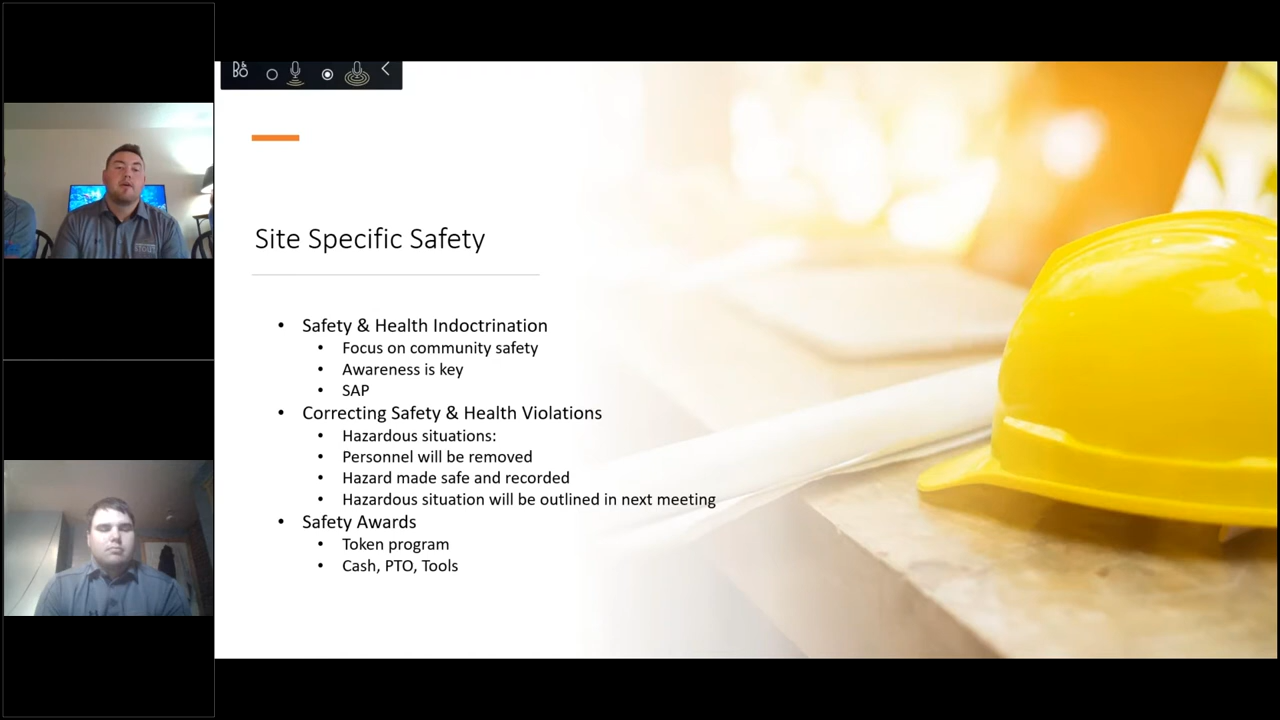 Site Specific Safety
• Safety & Health Indoctrination
• Focus on community safety
• Awareness is key
• SAP
• Correcting Safety & Health Violations
• Hazardous situations:
• Personnel will be removed
• Hazard made safe and recorded
• Hazardous situation will be outlined in next meeting
• Safety Awards
• Token program
• Cash, PTO, Tools
STOUT